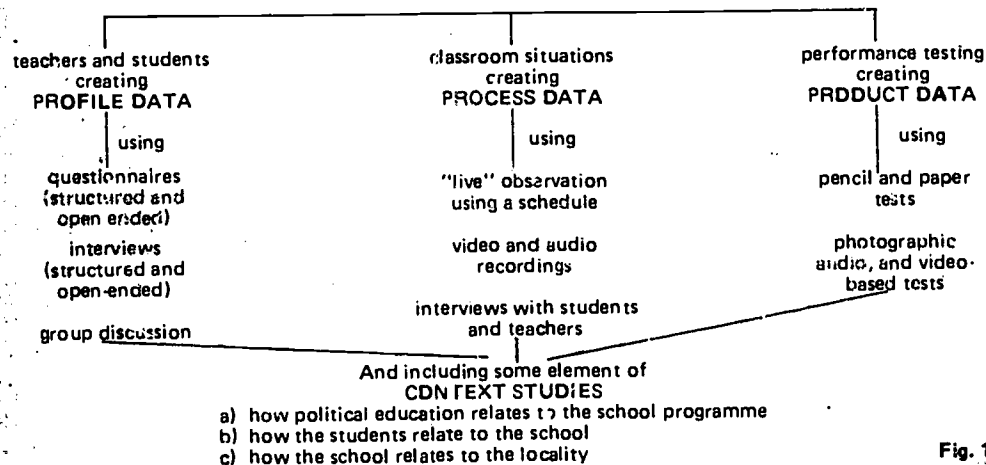 teachers and students
creating
PROFILE DATA
using
questionnaires
(structured and
open ended)
interviews
(structured and
open-ended)
group discussion
classroom situations
creating
PROCESS DATA
using
"live" observation
using a schedule
video and audio
recordings
interviews with students
and teachers
performance testing
creating
PRODUCT DATA
using
pencil and paper
tests
photographic
audio, and video-
based tests
And including some element of
CONTEXT STUDIES
a) how political education relates to the school programme
b) how the students relate to the school
c) how the school relates to the locality
Fig. 1